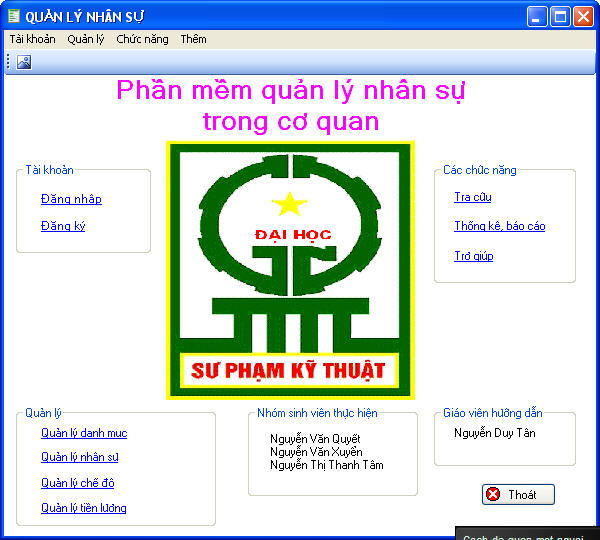 QUẢN LÝ NHÂN SỰ
Tài khoản Quản lý Chức năng Thêm
Phần mềm quản lý nhân sự
trong cơ quan
Tài khoản
Đăng nhập
Đăng ký
ĐẠI HỌC
SƯ PHẠM KỸ THUẬT
Các chức năng
Tra cứu
Thống kê, báo cáo
Trợ giúp
Quản lý
Quản lý danh mục
Quản lý nhân sự
Quản lý chế độ
Quản lý tiền lương
Nhóm sinh viên thực hiện
Nguyễn Văn Quyết
Nguyễn Văn Xuyển
Nguyễn Thị Thanh Tâm
Giáo viên hướng dẫn
Nguyễn Duy Tân
Thoát